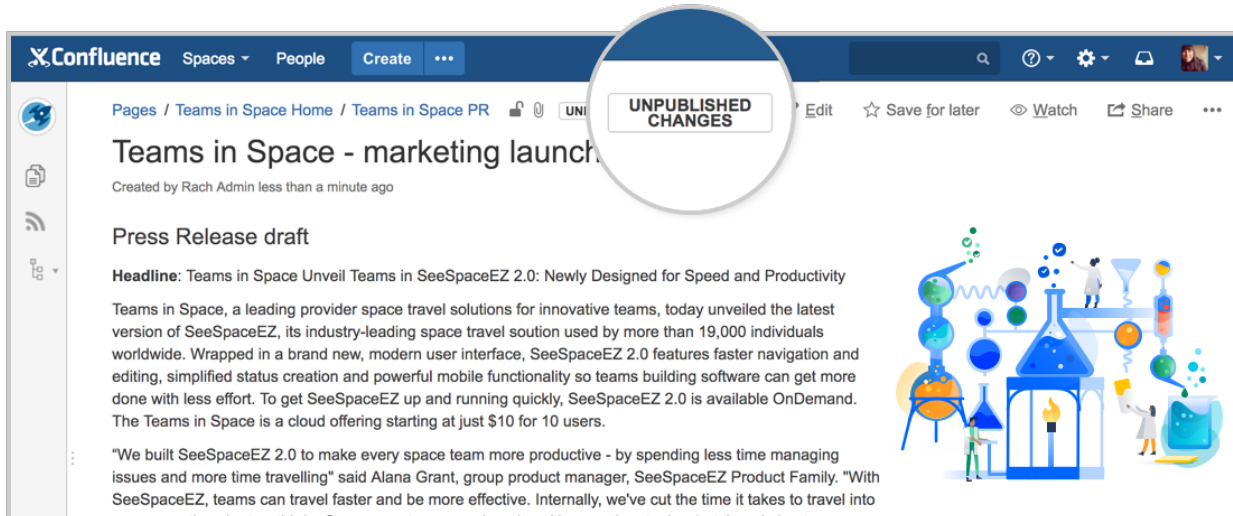 Confluence Spaces People Create
Pages / Teams in Space Home / Teams in Space PR UNPUBLISHED CHANGES Edit Save for later Watch Share
Teams in Space - marketing launch
Created by Rach Admin less than a minute ago
Press Release draft
Headline: Teams in Space Unveil Teams in SeeSpaceEZ 2.0: Newly Designed for Speed and Productivity
Teams in Space, a leading provider space travel solutions for innovative teams, today unveiled the latest
version of SeeSpaceEZ, its industry-leading space travel soution used by more than 19,000 individuals
worldwide. Wrapped in a brand new, modern user interface, SeeSpaceEZ 2.0 features faster navigation and
editing, simplified status creation and powerful mobile functionality so teams building software can get more
done with less effort. To get SeeSpaceEZ up and running quickly, SeeSpaceEZ 2.0 is available OnDemand.
The Teams in Space is a cloud offering starting at just $10 for 10 users.
"We built SeeSpaceEZ 2.0 to make every space team more productive - by spending less time managing
issues and more time travelling" said Alana Grant, group product manager, SeeSpaceEZ Product Family. "With
SeeSpaceEZ, teams can travel faster and be more effective. Internally, we've cut the time it takes to travel into